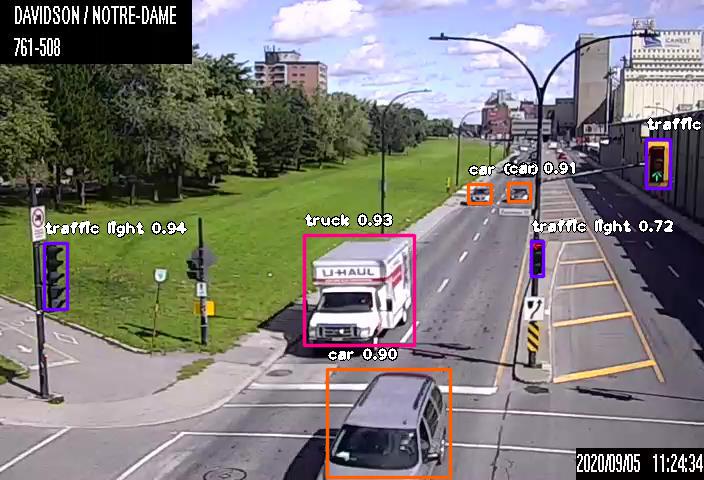 DAVIDSON / NOTRE-DAME
761-508
traffic
car (car) 0.91
traffic light 0.94
truck 0.93
traffic light 0.72
U-HAUL
car 0.90
2020/09/05 11:24:34